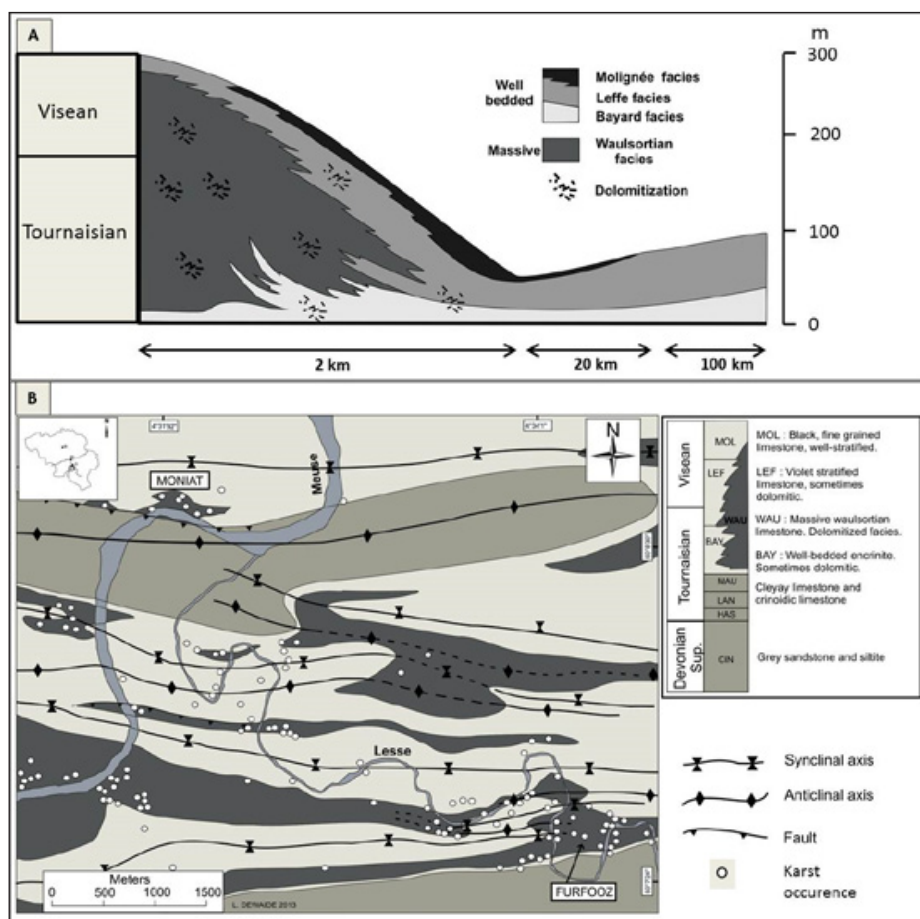 A
Visean
Tournaisian
Well
bedded
Molignée facies
Leffe facies
Bayard facies
Massive
Waulsortian
facies
Dolomitization
m
300
200
100
0
2 km
20 km
100 km
B
MONIAT
Meuse
N
Lesse
FURFOOZ
Meters
0 500 1000 1500
L. DEWAIDE 2013
Visean
Tournaisian
Devonian
Sup.
MOL
LEF
WAU
BAY
NAU
LAN
HAS
CIN
MOL : Black, fine grained
limestone, well-stratified.
LEF : Violet stratified
limestone, sometimes
dolomitic.
WAU : Massive waulsortian
limestone. Dolomitized facies.
BAY : Well-bedded encrinite.
Sometimes dolomitic.
Cleyay limestone and
crinoidic limestone
Grey sandstone and siltite
Synclinal axis
Anticlinal axis
Fault
Karst
occurence